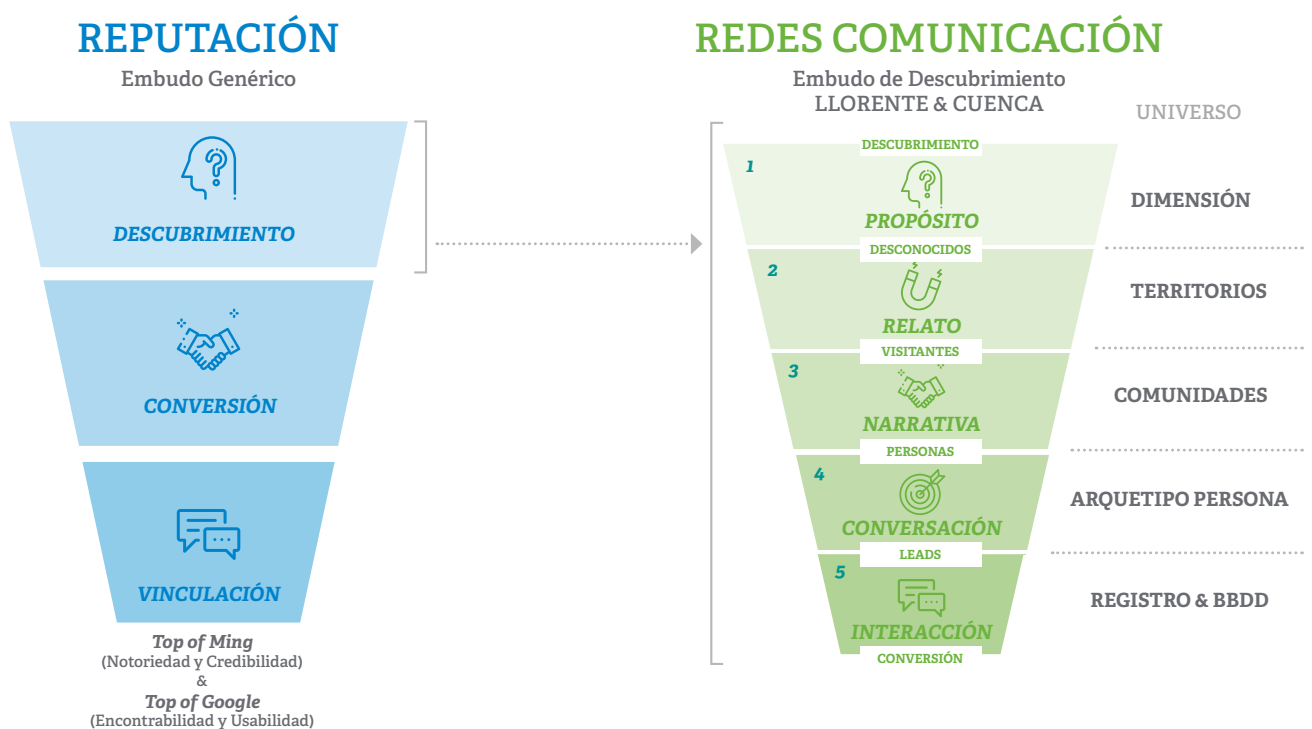 REPUTACIÓN
Embudo Genérico
DESCUBRIMIENTO
CONVERSIÓN
VINCULACIÓN
Top of Ming
(Notoriedad y Credibilidad)
&
Top of Google
(Encontrabilidad y Usabilidad)
REDES COMUNICACIÓN
Embudo de Descubrimiento
LLORENTE & CUENCA
UNIVERSO
DESCUBRIMIENTO
1
PROPÓSITO
DIMENSIÓN
DESCONOCIDOS
2
RELATO
TERRITORIOS
VISITANTES
3
NARRATIVA
COMUNIDADES
PERSONAS
4
CONVERSACIÓN
ARQUETIPO PERSONA
LEADS
5
INTERACCIÓN
REGISTRO & BBDD
CONVERSIÓN